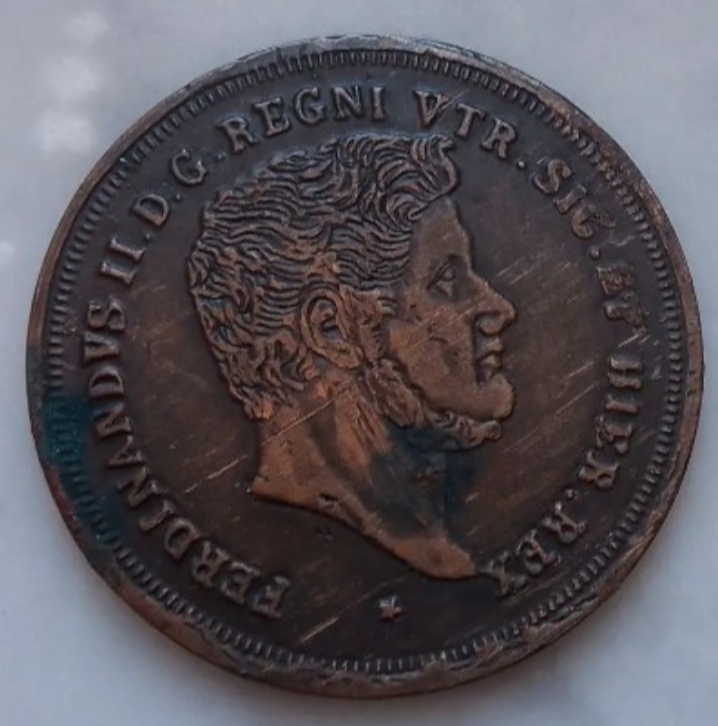 FERDINANDVS II. D. G. REGNI VTR. SIC. ET HIER. REX